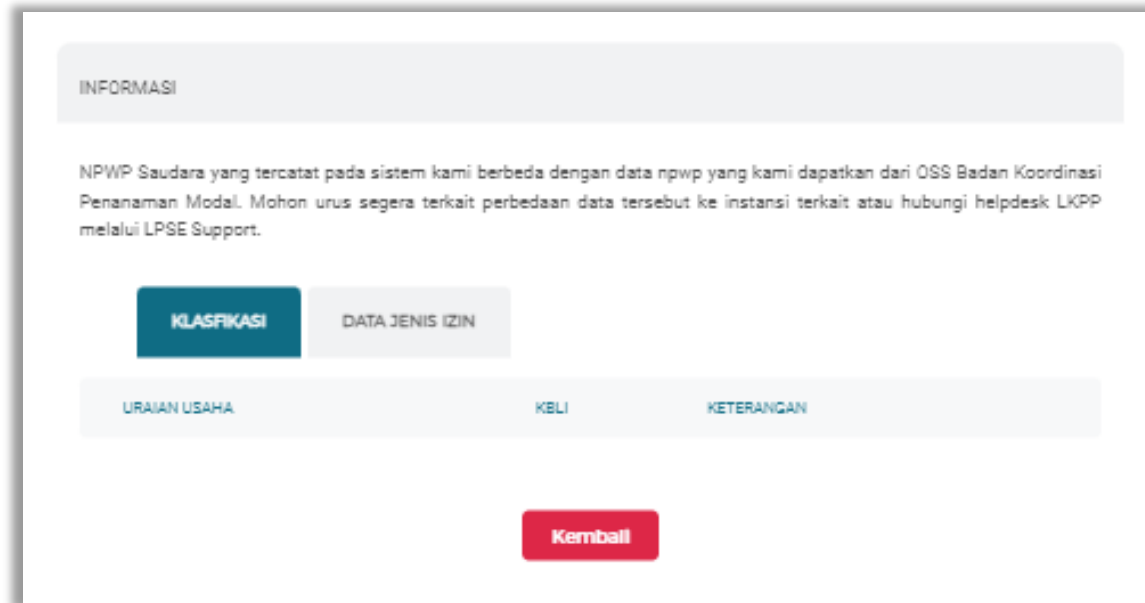 INFORMASI
NPWP Saudara yang tercatat pada sistem kami berbeda dengan data npwp yang kami dapatkan dari OSS Badan Koordinasi
Penanaman Modal. Mohon urus segera terkait perbedaan data tersebut ke instansi terkait atau hubungi helpdesk LKPP
melalui LPSE Support.
KLASFIKASI DATA JENIS IZIN
URAIAN USAHA KBLI KETERANGAN
Kembali